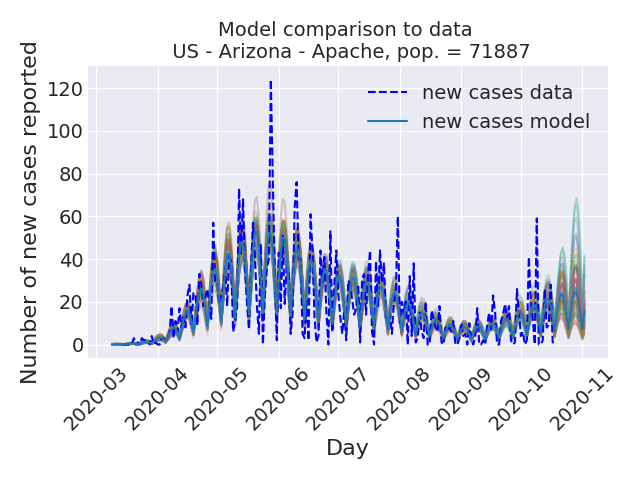 Model comparison to data
US - Arizona - Apache, pop. = 71887
Number of new cases reported
120
100
80
60
40
20
0
new cases data
new cases model
2020-03
2020-04
2020-05
2020-06
2020-07
2020-08
2020-09
2020-10
2020-11
Day